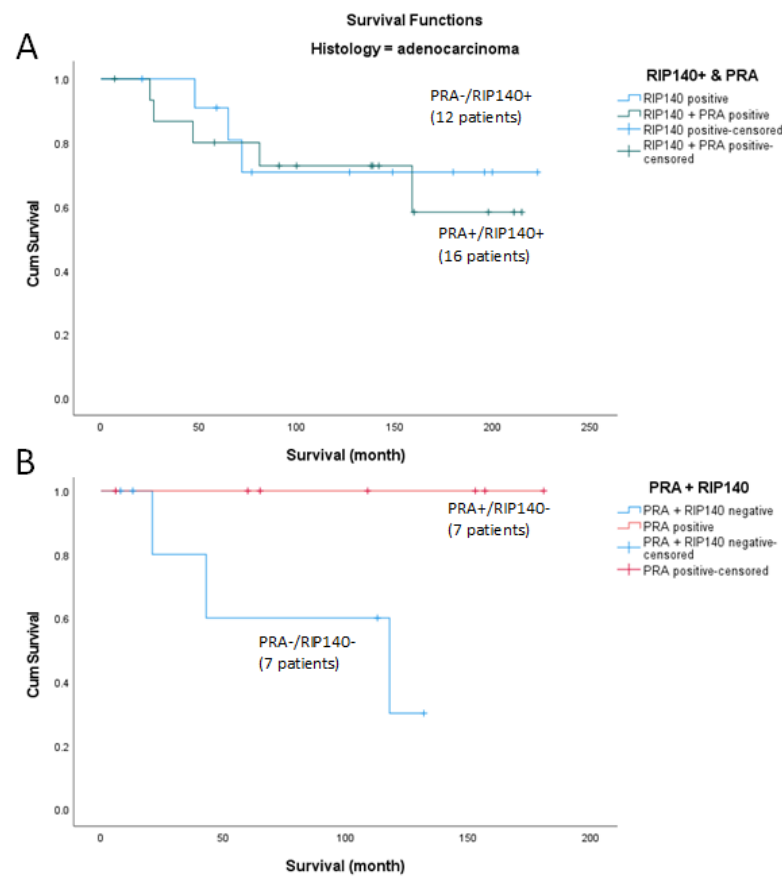 Survival Functions
A
Histology = adenocarcinoma
RIP140+ & PRA
RIP140 positive
RIP140 + PRA positive
RIP140 positive-censored
RIP140 + PRA positive-
censored
PRA-/RIP140+
(12 patients)
PRA+/RIP140+
(16 patients)
Cum Survival
1.0
0.8
0.6
0.4
0.2
0.0
0
50
100
150
200
250
Survival (month)
B
PRA + RIP140
PRA + RIP140 negative
PRA positive
PRA + RIP140 negative-
censored
PRA positive-censored
PRA+/RIP140-
(7 patients)
PRA-/RIP140-
(7 patients)
Cum Survival
1.0
0.8
0.6
0.4
0.2
0.0
0
50
100
150
200
Survival (month)